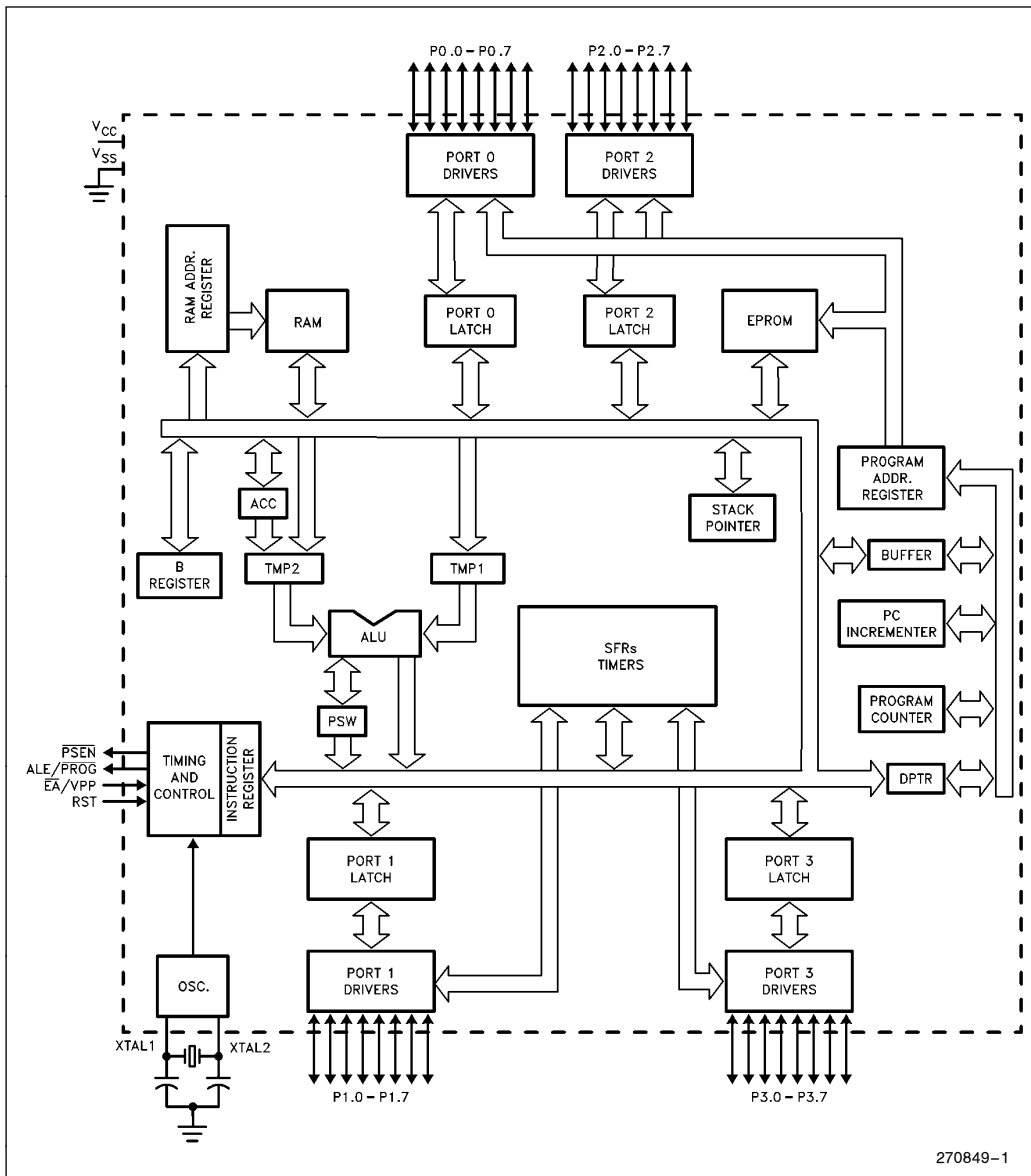 P0.0 – P0.7
P2.0 – P2.7
VCC
VSS
PORT 0
DRIVERS
PORT 2
DRIVERS
RAM ADDR.
REGISTER
RAM
PORT 0
LATCH
PORT 2
LATCH
EPROM
PROGRAM
ADDR.
REGISTER
ACC
STACK
POINTER
B
REGISTER
TMP2
TMP1
BUFFER
ALU
SFRs
TIMERS
PC
INCREMENTER
PSW
PROGRAM
COUNTER
PSEN
ALE/PROG
EA/VPP
RST
TIMING
AND
CONTROL
INSTRUCTION
REGISTER
DPTR
PORT 1
LATCH
PORT 3
LATCH
OSC.
PORT 1
DRIVERS
PORT 3
DRIVERS
XTAL1
XTAL2
P1.0 – P1.7
P3.0 – P3.7
270849–1